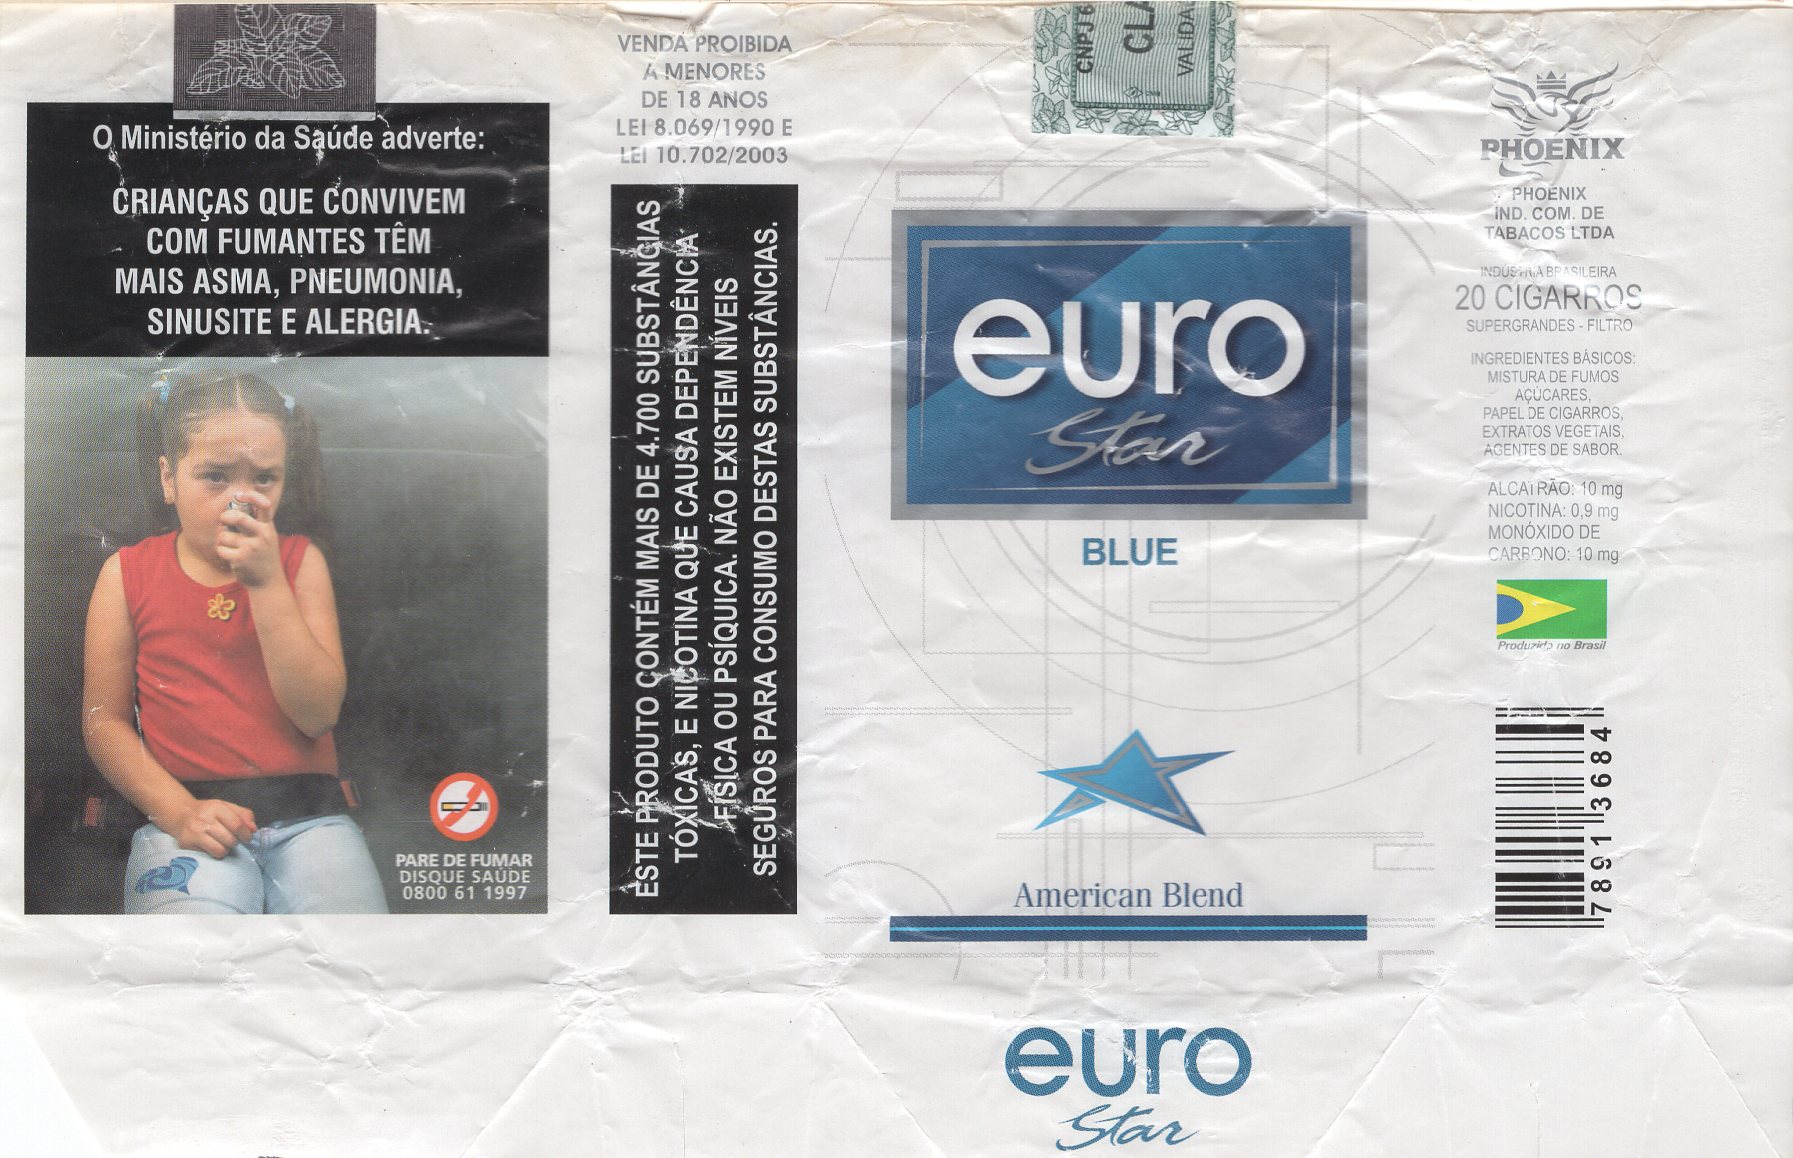 O Ministério da Saúde adverte:
CRIANÇAS QUE CONVIVEM
COM FUMANTES TÊM
MAIS ASMA, PNEUMONIA,
SINUSITE E ALERGIA.
PARE DE FUMAR
DISQUE SAÚDE
0800 61 1997
VENDA PROIBIDA
A MENORES
DE 18 ANOS
LEI 8.069/1990 E
LEI 10.702/2003
ESTE PRODUTO CONTÉM MAIS DE 4.700 SUBSTÂNCIAS
TÓXICAS, E NICOTINA QUE CAUSA DEPENDÊNCIA
FÍSICA OU PSÍQUICA. NÃO EXISTEM NÍVEIS
SEGUROS PARA CONSUMO DESTAS SUBSTÂNCIAS.
CNPJ 6
CLA
VALIDA
euro
Star
BLUE
American Blend
euro
Star
PHOENIX
PHOENIX
IND. COM. DE
TABACOS LTDA
INDÚSTRIA BRASILEIRA
20 CIGARROS
SUPERGRANDES - FILTRO
INGREDIENTES BÁSICOS:
MISTURA DE FUMOS
AÇÚCARES,
PAPEL DE CIGARROS,
EXTRATOS VEGETAIS,
AGENTES DE SABOR.
ALCATRÃO: 10 mg
NICOTINA: 0,9 mg
MONÓXIDO DE
CARBONO: 10 mg
Produzido no Brasil
7891 3684